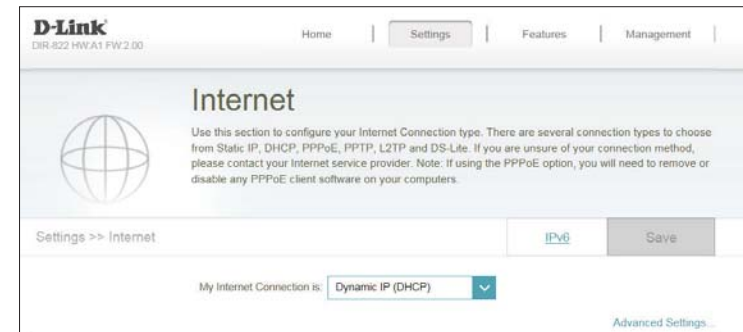 D-Link
DIR-822 HW:A1 FW:2.00
Home | Settings | Features | Management |
Internet
Use this section to configure your Internet Connection type. There are several connection types to choose
from Static IP, DHCP, PPPoE, PPTP, L2TP and DS-Lite. If you are unsure of your connection method,
please contact your Internet service provider. Note: If using the PPPoE option, you will need to remove or
disable any PPPoE client software on your computers.
Settings >> Internet
IPv6
Save
My Internet Connection is: Dynamic IP (DHCP)
Advanced Settings...